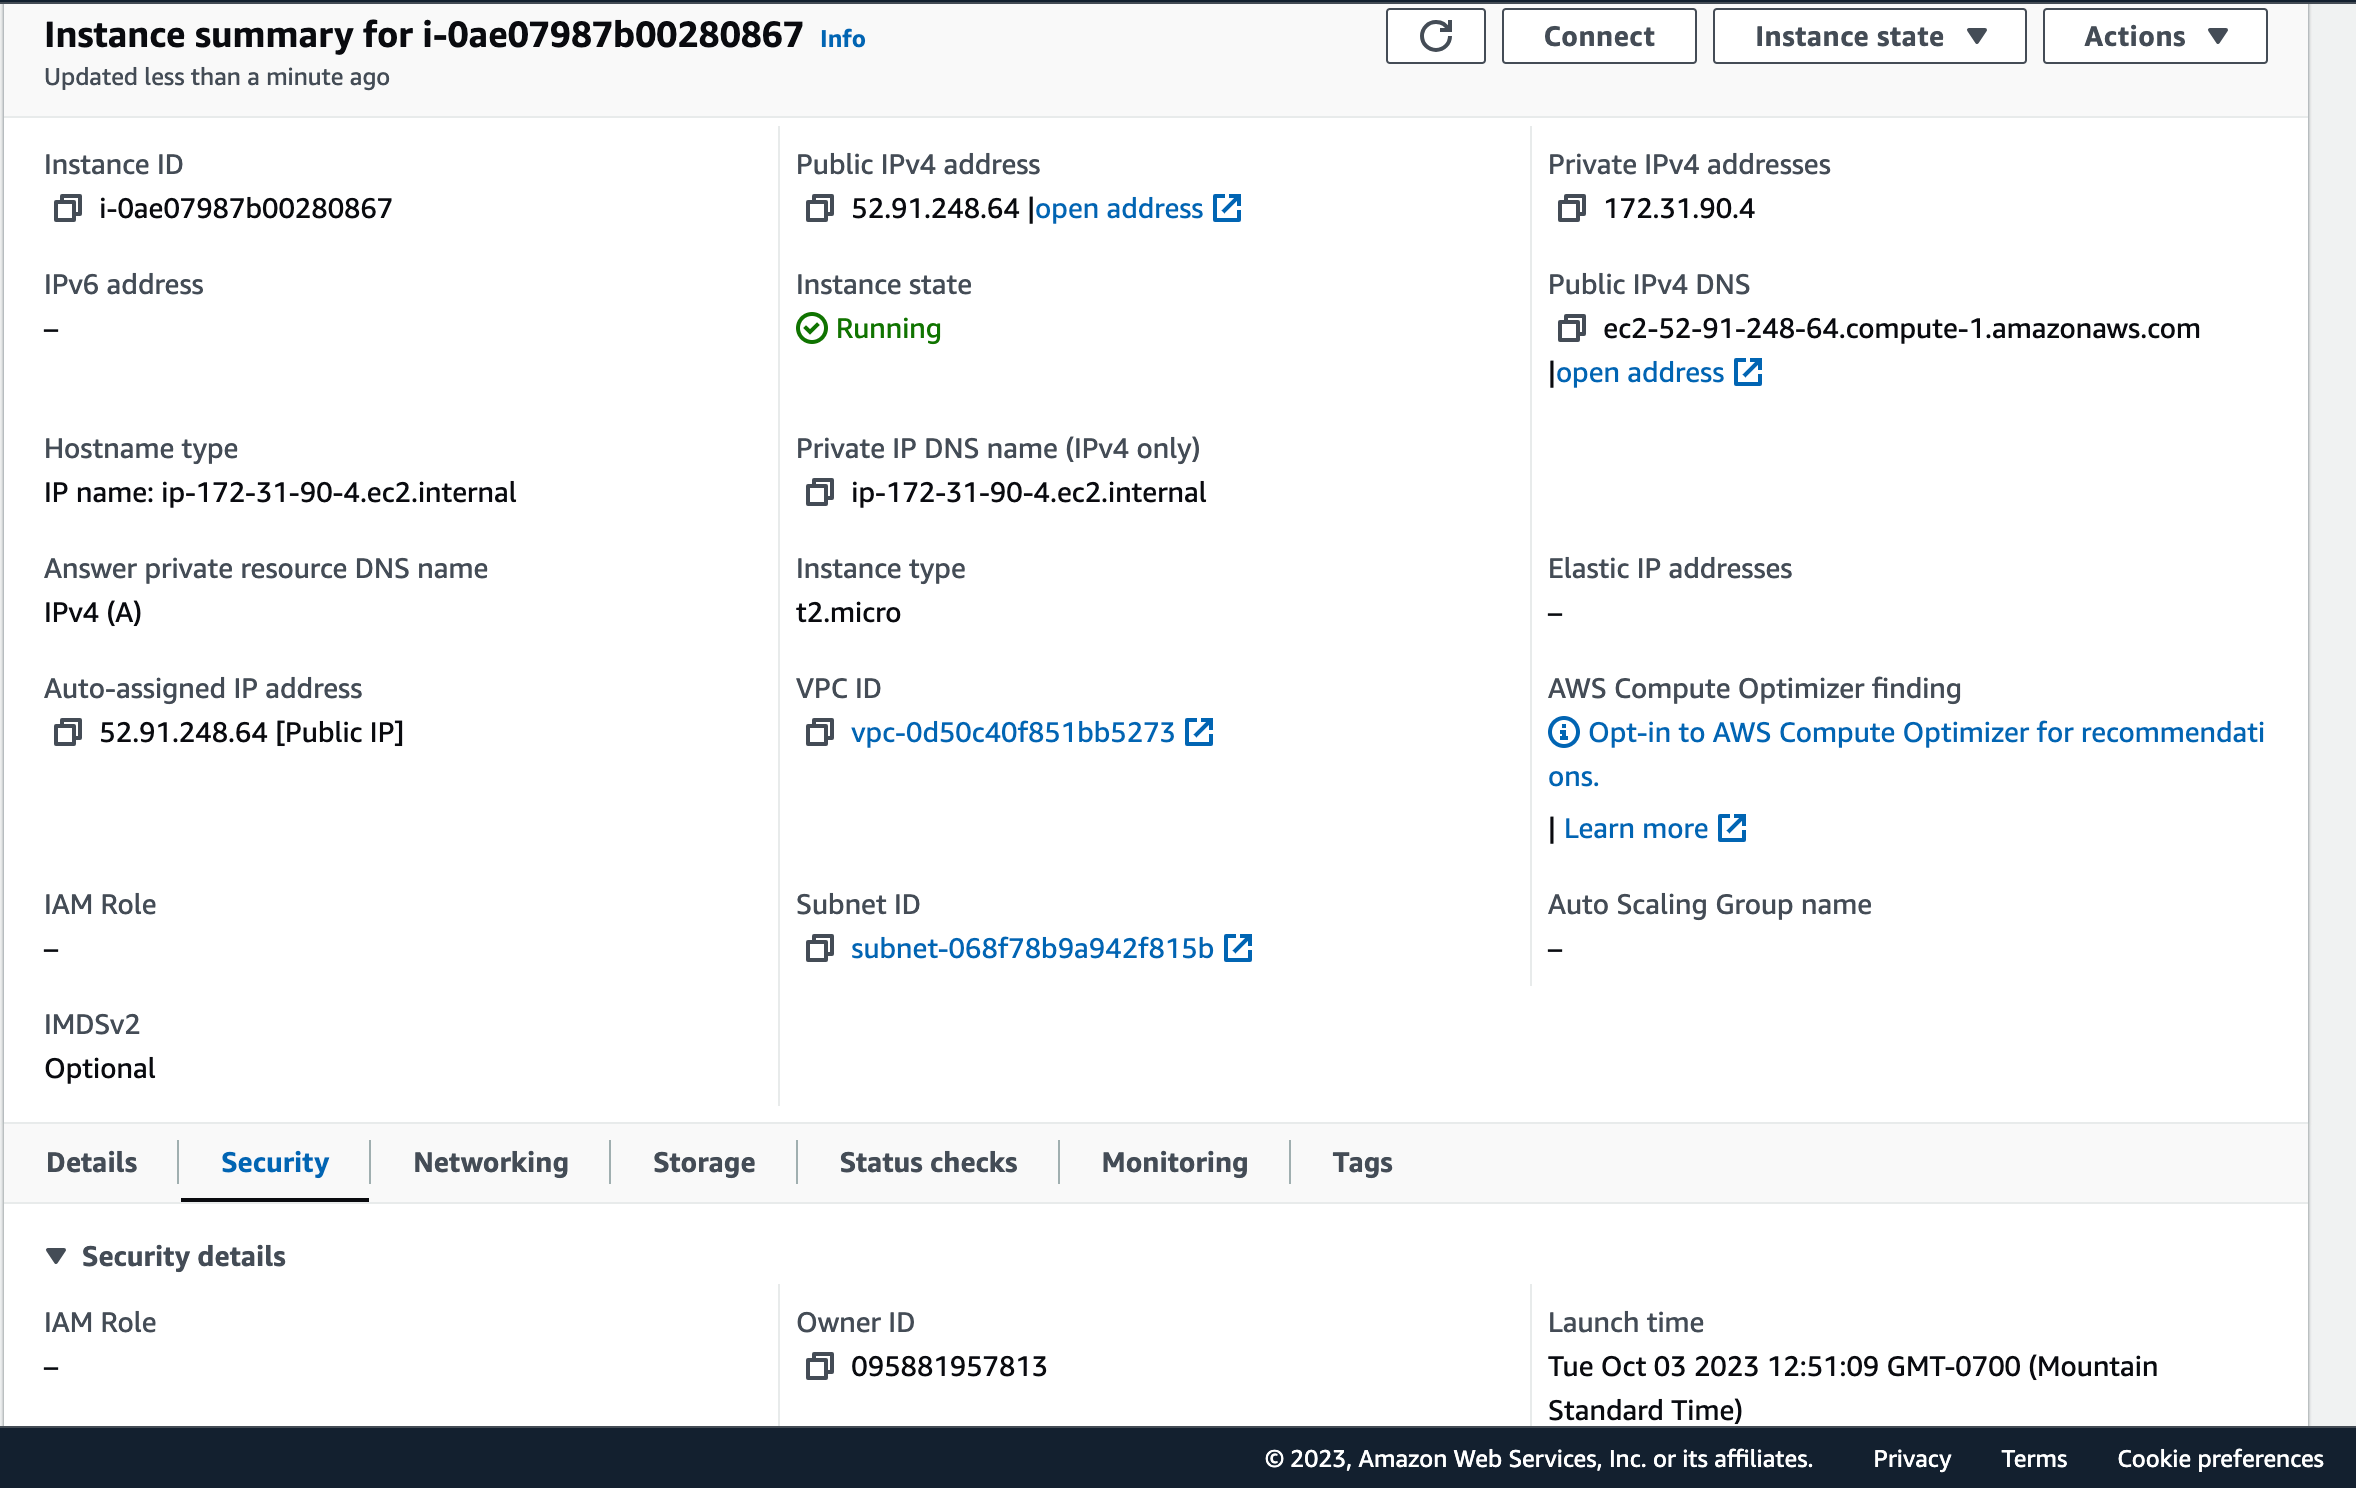 Instance summary for i-0ae07987b00280867 Info
Updated less than a minute ago
Connect
Instance state
Actions
Instance ID
i-0ae07987b00280867
Public IPv4 address
52.91.248.64 |open address
Private IPv4 addresses
172.31.90.4
IPv6 address
–
Instance state
Running
Public IPv4 DNS
ec2-52-91-248-64.compute-1.amazonaws.com
|open address
Hostname type
IP name: ip-172-31-90-4.ec2.internal
Private IP DNS name (IPv4 only)
ip-172-31-90-4.ec2.internal
Answer private resource DNS name
IPv4 (A)
Instance type
t2.micro
Elastic IP addresses
–
Auto-assigned IP address
52.91.248.64 [Public IP]
VPC ID
vpc-0d50c40f851bb5273
AWS Compute Optimizer finding
Opt-in to AWS Compute Optimizer for recommendati
ons.
| Learn more
IAM Role
–
Subnet ID
subnet-068f78b9a942f815b
Auto Scaling Group name
–
IMDSv2
Optional
Details
Security
Networking
Storage
Status checks
Monitoring
Tags
Security details
IAM Role
–
Owner ID
095881957813
Launch time
Tue Oct 03 2023 12:51:09 GMT-0700 (Mountain
Standard Time)
© 2023, Amazon Web Services, Inc. or its affiliates.
Privacy
Terms
Cookie preferences